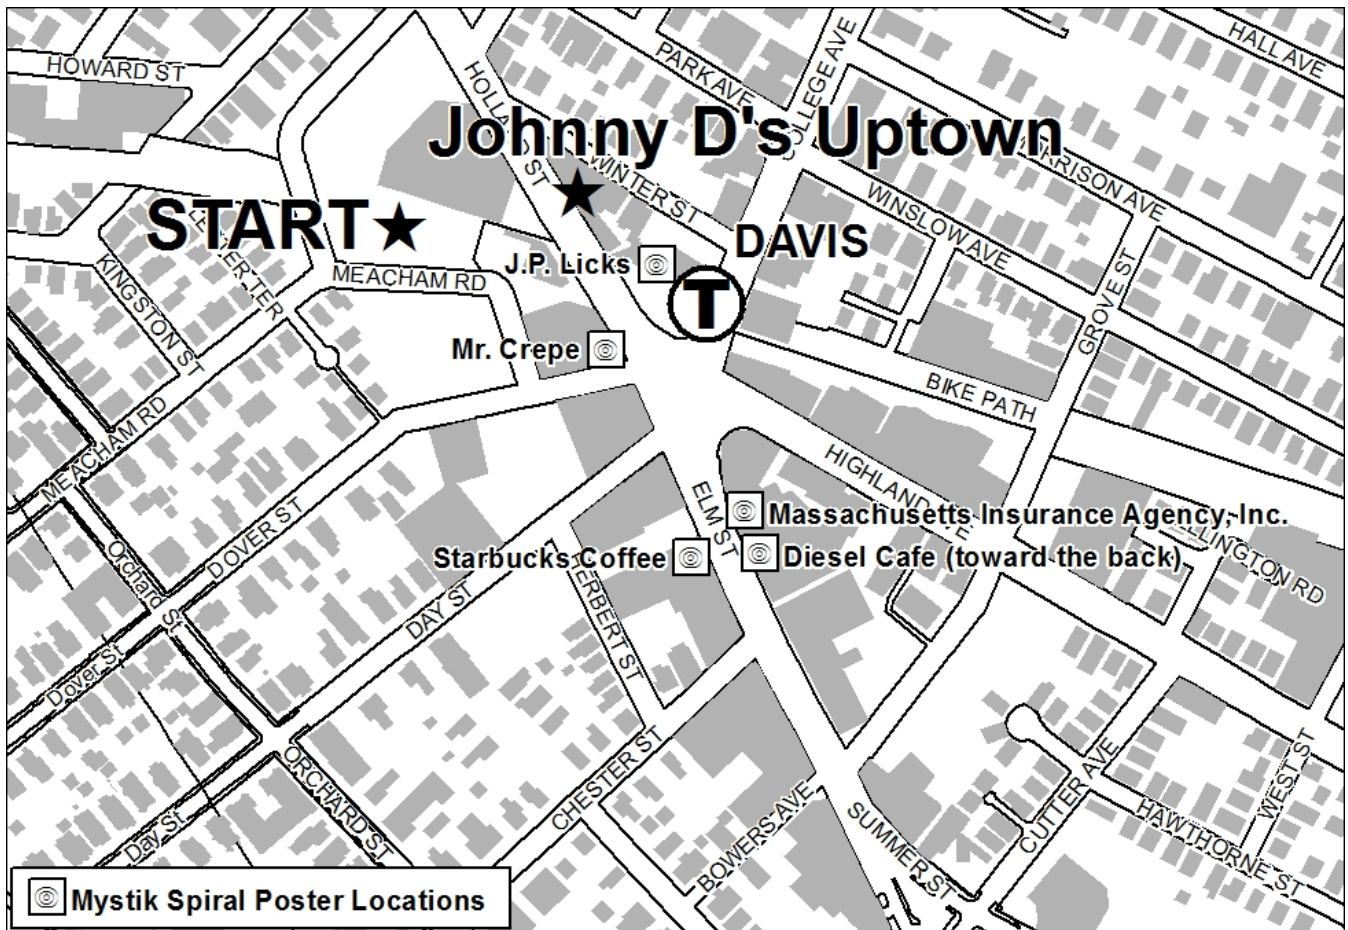 HALL AVE
HOWARD ST
PARK AVE
COLLEGE AVE
HOLLAND ST
Johnny D's Uptown
WINTER ST
HARRISON AVE
WINSLOW AVE
START
DAVIS
J.P. Licks
T
MEACHAM RD
LESTER TER
KINGSTON ST
GROVE ST
Mr. Crepe
BIKE PATH
MEACHAM RD
HIGHLAND AVE
ELM ST
Massachusetts Insurance Agency, Inc.
Starbucks Coffee
Diesel Cafe (toward the back)
WELLINGTON RD
Orchard St
DOVER ST
DAY ST
HERBERT ST
Dover St
CHESTER ST
ORCHARD ST
Day St
BOWERS AVE
SUMMER ST
CUTTER AVE
WEST ST
HAWTHORNE ST
Mystik Spiral Poster Locations